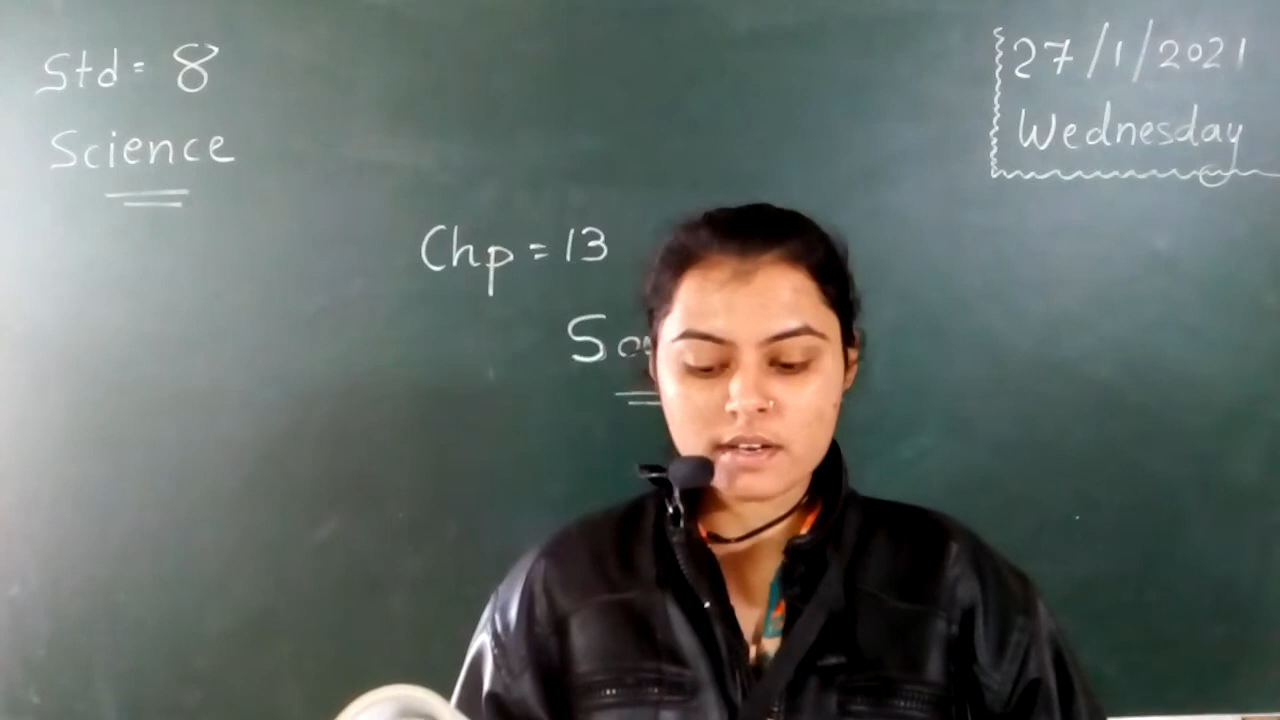 Std = 8
Science
27/1/2021
Wednesday
Chp = 13